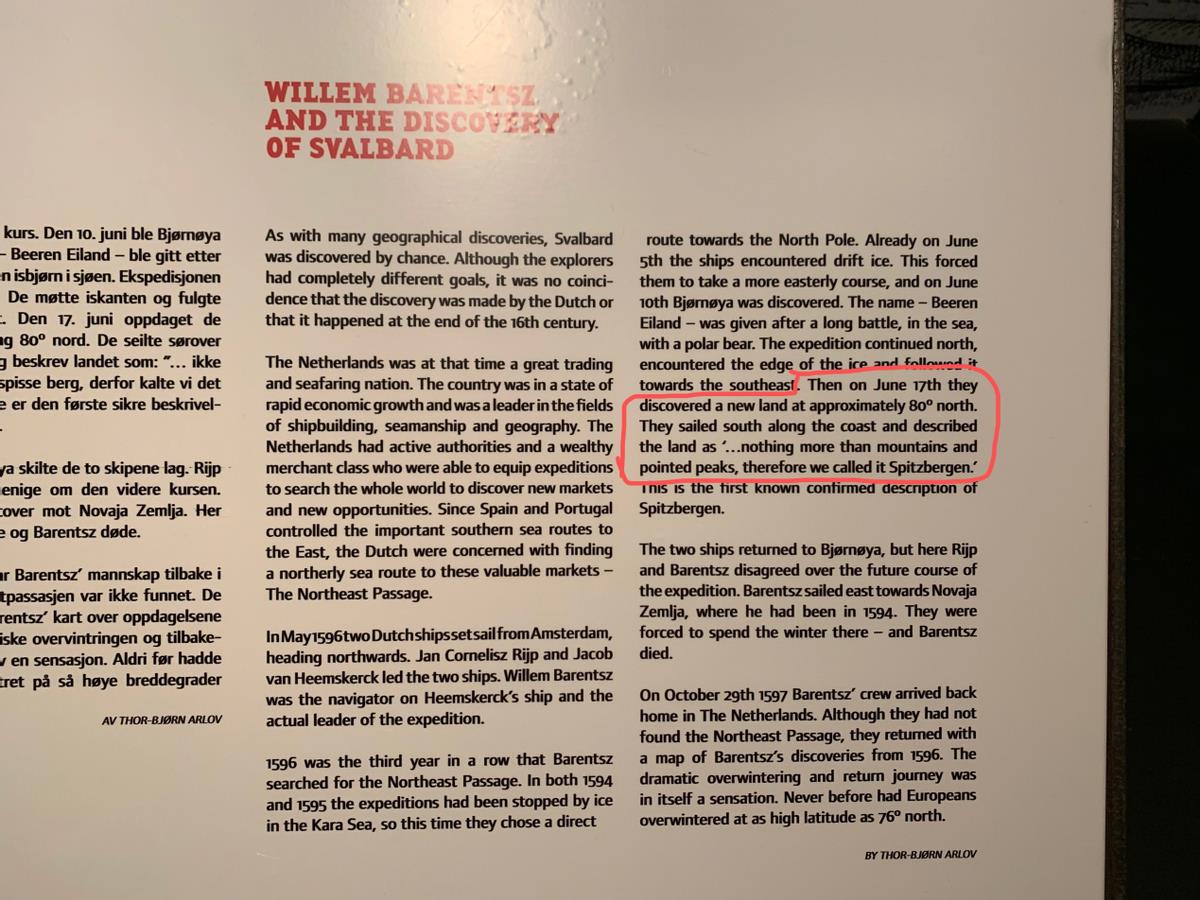 WILLEM BARENTSZ
AND THE DISCOVERY
OF SVALBARD
kurs. Den 10. juni ble Bjørnøya
– Beeren Eiland – ble gitt etter
n isbjørn i sjøen. Ekspedisjonen
De møtte iskanten og fulgte
Den 17. juni oppdaget de
80º nord. De seilte sørover
beskrev landet som: "... ikke
spisse berg, derfor kalte vi det
er den første sikre beskrivel-
skilte de to skipene lag. Rijp
enige om den videre kursen.
mot Novaja Zemlja. Her
og Barentsz døde.
Barentsz' mannskap tilbake i
tpassasjen var ikke funnet. De
rentsz' kart over oppdagelsene
iske overvintringen og tilbake-
en sensasjon. Aldri før hadde
tret på så høye breddegrader
AV THOR-BJØRN ARLOV
As with many geographical discoveries, Svalbard
was discovered by chance. Although the explorers
had completely different goals, it was no coinci-
dence that the discovery was made by the Dutch or
that it happened at the end of the 16th century.
The Netherlands was at that time a great trading
and seafaring nation. The country was in a state of
rapid economic growth and was a leader in the fields
of shipbuilding, seamanship and geography. The
Netherlands had active authorities and a wealthy
merchant class who were able to equip expeditions
to search the whole world to discover new markets
and new opportunities. Since Spain and Portugal
controlled the important southern sea routes to
the East, the Dutch were concerned with finding
a northerly sea route to these valuable markets –
The Northeast Passage.
In May 1596 two Dutch ships set sail from Amsterdam,
heading northwards. Jan Cornelisz Rijp and Jacob
van Heemskerck led the two ships. Willem Barentsz
was the navigator on Heemskerck's ship and the
actual leader of the expedition.
1596 was the third year in a row that Barentsz
searched for the Northeast Passage. In both 1594
and 1595 the expeditions had been stopped by ice
in the Kara Sea, so this time they chose a direct
route towards the North Pole. Already on June
5th the ships encountered drift ice. This forced
them to take a more easterly course, and on June
10th Bjørnøya was discovered. The name – Beeren
Eiland – was given after a long battle, in the sea,
with a polar bear. The expedition continued north,
encountered the edge of the ice and followed it
towards the southeast. Then on June 17th they
discovered a new land at approximately 80º north.
They sailed south along the coast and described
the land as '...nothing more than mountains and
pointed peaks, therefore we called it Spitzbergen.'
This is the first known confirmed description of
Spitzbergen.
The two ships returned to Bjørnøya, but here Rijp
and Barentsz disagreed over the future course of
the expedition. Barentsz sailed east towards Novaja
Zemlja, where he had been in 1594. They were
forced to spend the winter there – and Barentsz
died.
On October 29th 1597 Barentsz' crew arrived back
home in The Netherlands. Although they had not
found the Northeast Passage, they returned with
a map of Barentsz's discoveries from 1596. The
dramatic overwintering and return journey was
in itself a sensation. Never before had Europeans
overwintered at as high latitude as 76º north.
BY THOR-BJØRN ARLOV